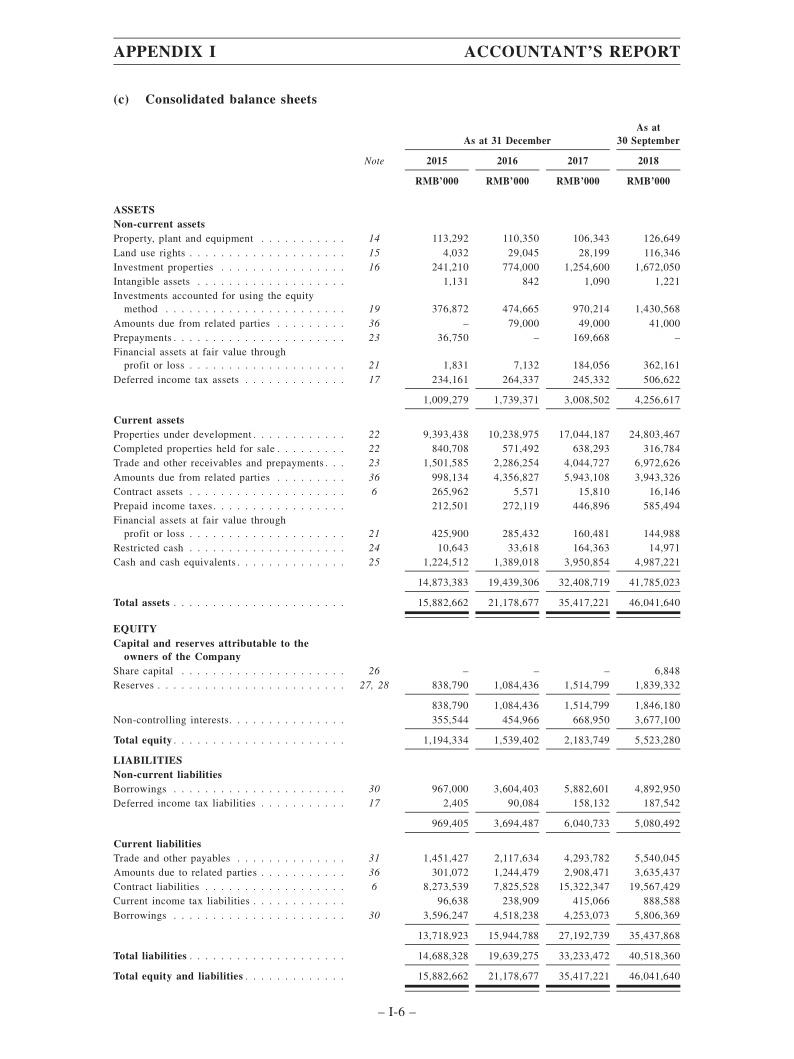 APPENDIX I ACCOUNTANT'S REPORT
(c) Consolidated balance sheets
As at
As at 31 December 30 September
Note 2015 2016 2017 2018
RMB'000 RMB'000 RMB'000 RMB'000
ASSETS
Non-current assets
Property, plant and equipment . . . . . . . . . . . 14 113,292 110,350 106,343 126,649
Land use rights . . . . . . . . . . . . . . . . . . . . 15 4,032 29,045 28,199 116,346
Investment properties . . . . . . . . . . . . . . . . 16 241,210 774,000 1,254,600 1,672,050
Intangible assets . . . . . . . . . . . . . . . . . . . 1,131 842 1,090 1,221
Investments accounted for using the equity
method . . . . . . . . . . . . . . . . . . . . . . . 19 376,872 474,665 970,214 1,430,568
Amounts due from related parties . . . . . . . . . 36 – 79,000 49,000 41,000
Prepayments . . . . . . . . . . . . . . . . . . . . . . 23 36,750 – 169,668 –
Financial assets at fair value through
profit or loss . . . . . . . . . . . . . . . . . . . . 21 1,831 7,132 184,056 362,161
Deferred income tax assets . . . . . . . . . . . . . 17 234,161 264,337 245,332 506,622
1,009,279 1,739,371 3,008,502 4,256,617
Current assets
Properties under development . . . . . . . . . . . . 22 9,393,438 10,238,975 17,044,187 24,803,467
Completed properties held for sale . . . . . . . . . 22 840,708 571,492 638,293 316,784
Trade and other receivables and prepayments . . . 23 1,501,585 2,286,254 4,044,727 6,972,626
Amounts due from related parties . . . . . . . . . 36 998,134 4,356,827 5,943,108 3,943,326
Contract assets . . . . . . . . . . . . . . . . . . . . 6 265,962 5,571 15,810 16,146
Prepaid income taxes . . . . . . . . . . . . . . . . . 212,501 272,119 446,896 585,494
Financial assets at fair value through
profit or loss . . . . . . . . . . . . . . . . . . . . 21 425,900 285,432 160,481 144,988
Restricted cash . . . . . . . . . . . . . . . . . . . . 24 10,643 33,618 164,363 14,971
Cash and cash equivalents . . . . . . . . . . . . . . 25 1,224,512 1,389,018 3,950,854 4,987,221
14,873,383 19,439,306 32,408,719 41,785,023
Total assets . . . . . . . . . . . . . . . . . . . . . . 15,882,662 21,178,677 35,417,221 46,041,640
EQUITY
Capital and reserves attributable to the
owners of the Company
Share capital . . . . . . . . . . . . . . . . . . . . . 26 – – – 6,848
Reserves . . . . . . . . . . . . . . . . . . . . . . . . 27, 28 838,790 1,084,436 1,514,799 1,839,332
838,790 1,084,436 1,514,799 1,846,180
Non-controlling interests . . . . . . . . . . . . . . . 355,544 454,966 668,950 3,677,100
Total equity . . . . . . . . . . . . . . . . . . . . . . 1,194,334 1,539,402 2,183,749 5,523,280
LIABILITIES
Non-current liabilities
Borrowings . . . . . . . . . . . . . . . . . . . . . . 30 967,000 3,604,403 5,882,601 4,892,950
Deferred income tax liabilities . . . . . . . . . . . 17 2,405 90,084 158,132 187,542
969,405 3,694,487 6,040,733 5,080,492
Current liabilities
Trade and other payables . . . . . . . . . . . . . . 31 1,451,427 2,117,634 4,293,782 5,540,045
Amounts due to related parties . . . . . . . . . . . 36 301,072 1,244,479 2,908,471 3,635,437
Contract liabilities . . . . . . . . . . . . . . . . . . 6 8,273,539 7,825,528 15,322,347 19,567,429
Current income tax liabilities . . . . . . . . . . . . 96,638 238,909 415,066 888,588
Borrowings . . . . . . . . . . . . . . . . . . . . . . 30 3,596,247 4,518,238 4,253,073 5,806,369
13,718,923 15,944,788 27,192,739 35,437,868
Total liabilities . . . . . . . . . . . . . . . . . . . . 14,688,328 19,639,275 33,233,472 40,518,360
Total equity and liabilities . . . . . . . . . . . . . 15,882,662 21,178,677 35,417,221 46,041,640
– I-6 –